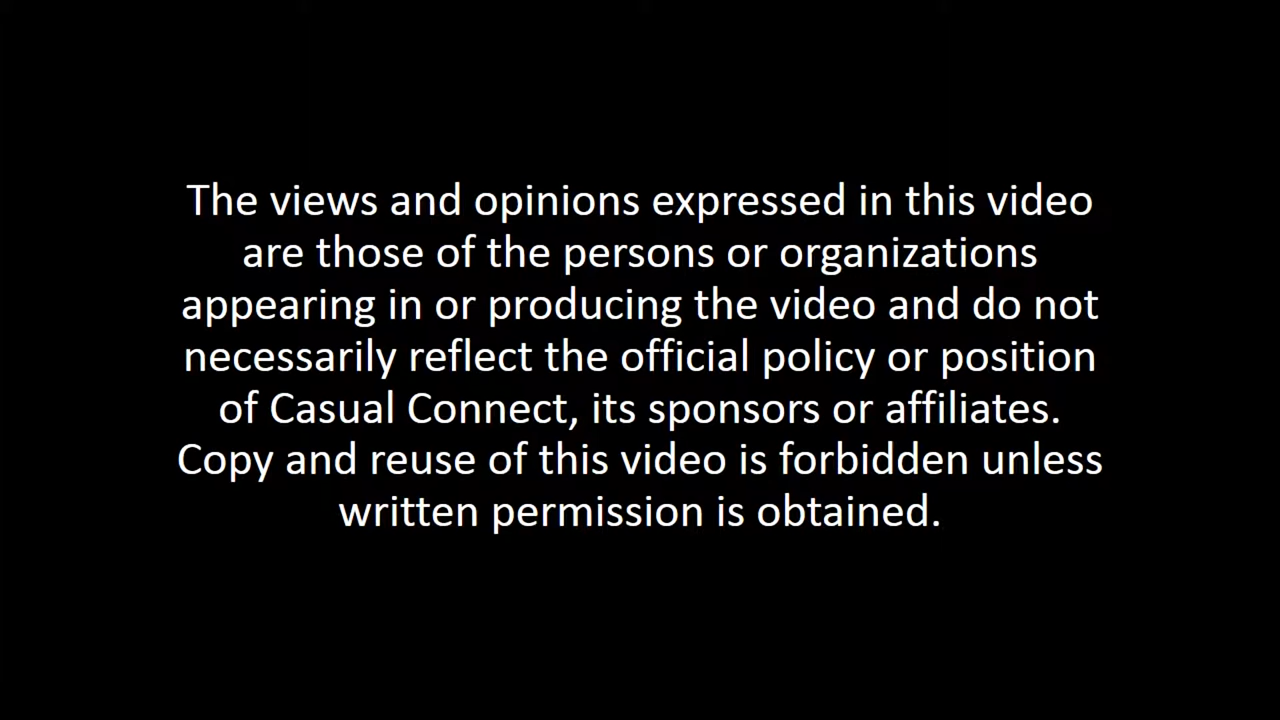 The views and opinions expressed in this video
are those of the persons or organizations
appearing in or producing the video and do not
necessarily reflect the official policy or position
of Casual Connect, its sponsors or affiliates.
Copy and reuse of this video is forbidden unless
written permission is obtained.